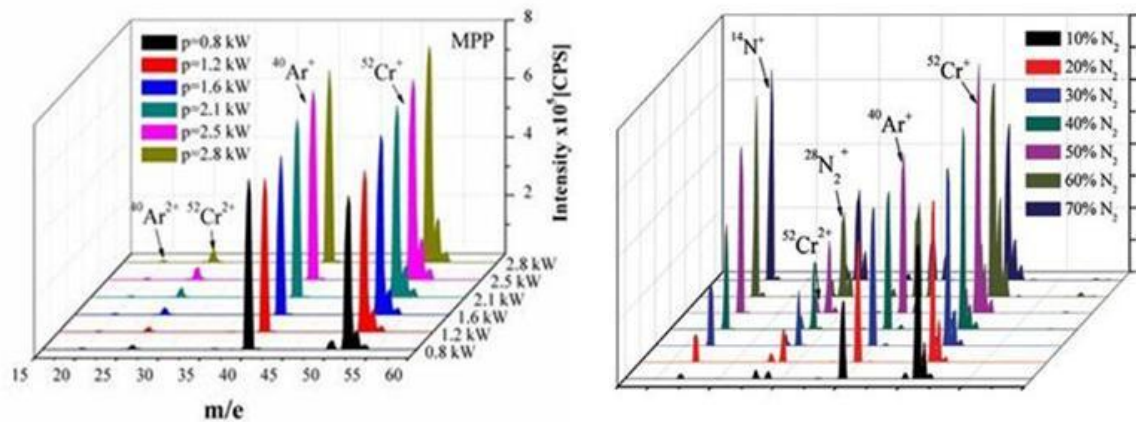 p=0.8 kW
p=1.2 kW
p=1.6 kW
p=2.1 kW
p=2.5 kW
p=2.8 kW
MPP
⁴⁰Ar⁺
⁵²Cr⁺
⁴⁰Ar²⁺
⁵²Cr²⁺
8
6
4
2
Intensity x10⁵[CPS]
2.8 kW
2.5 kW
2.1 kW
1.6 kW
1.2 kW
0.8 kW
15 20 25 30 35 40 45 50 55 60
m/e
¹⁴N⁺
⁵²Cr⁺
⁴⁰Ar⁺
²⁸N₂⁺
⁵²Cr²⁺
10% N₂
20% N₂
30% N₂
40% N₂
50% N₂
60% N₂
70% N₂